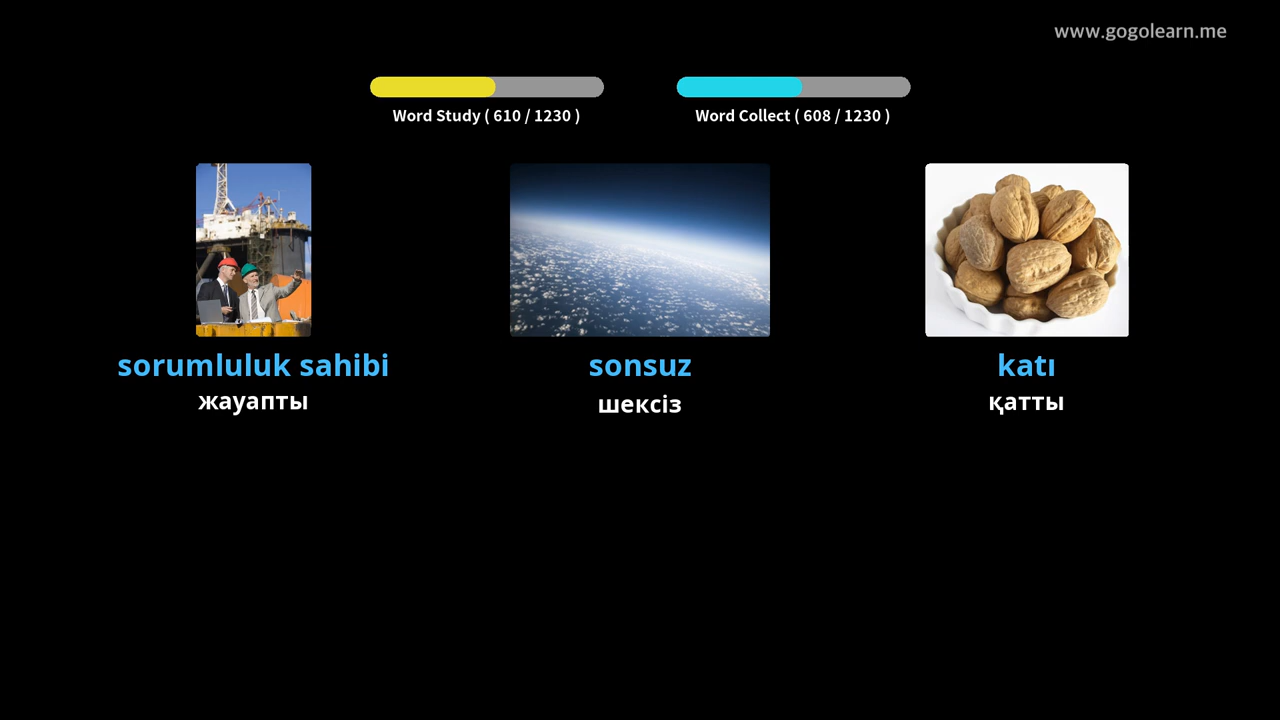 www.gogolearn.me
Word Study ( 610 / 1230 )
Word Collect ( 608 / 1230 )
sorumluluk sahibi
жауапты
sonsuz
шексіз
katı
қатты